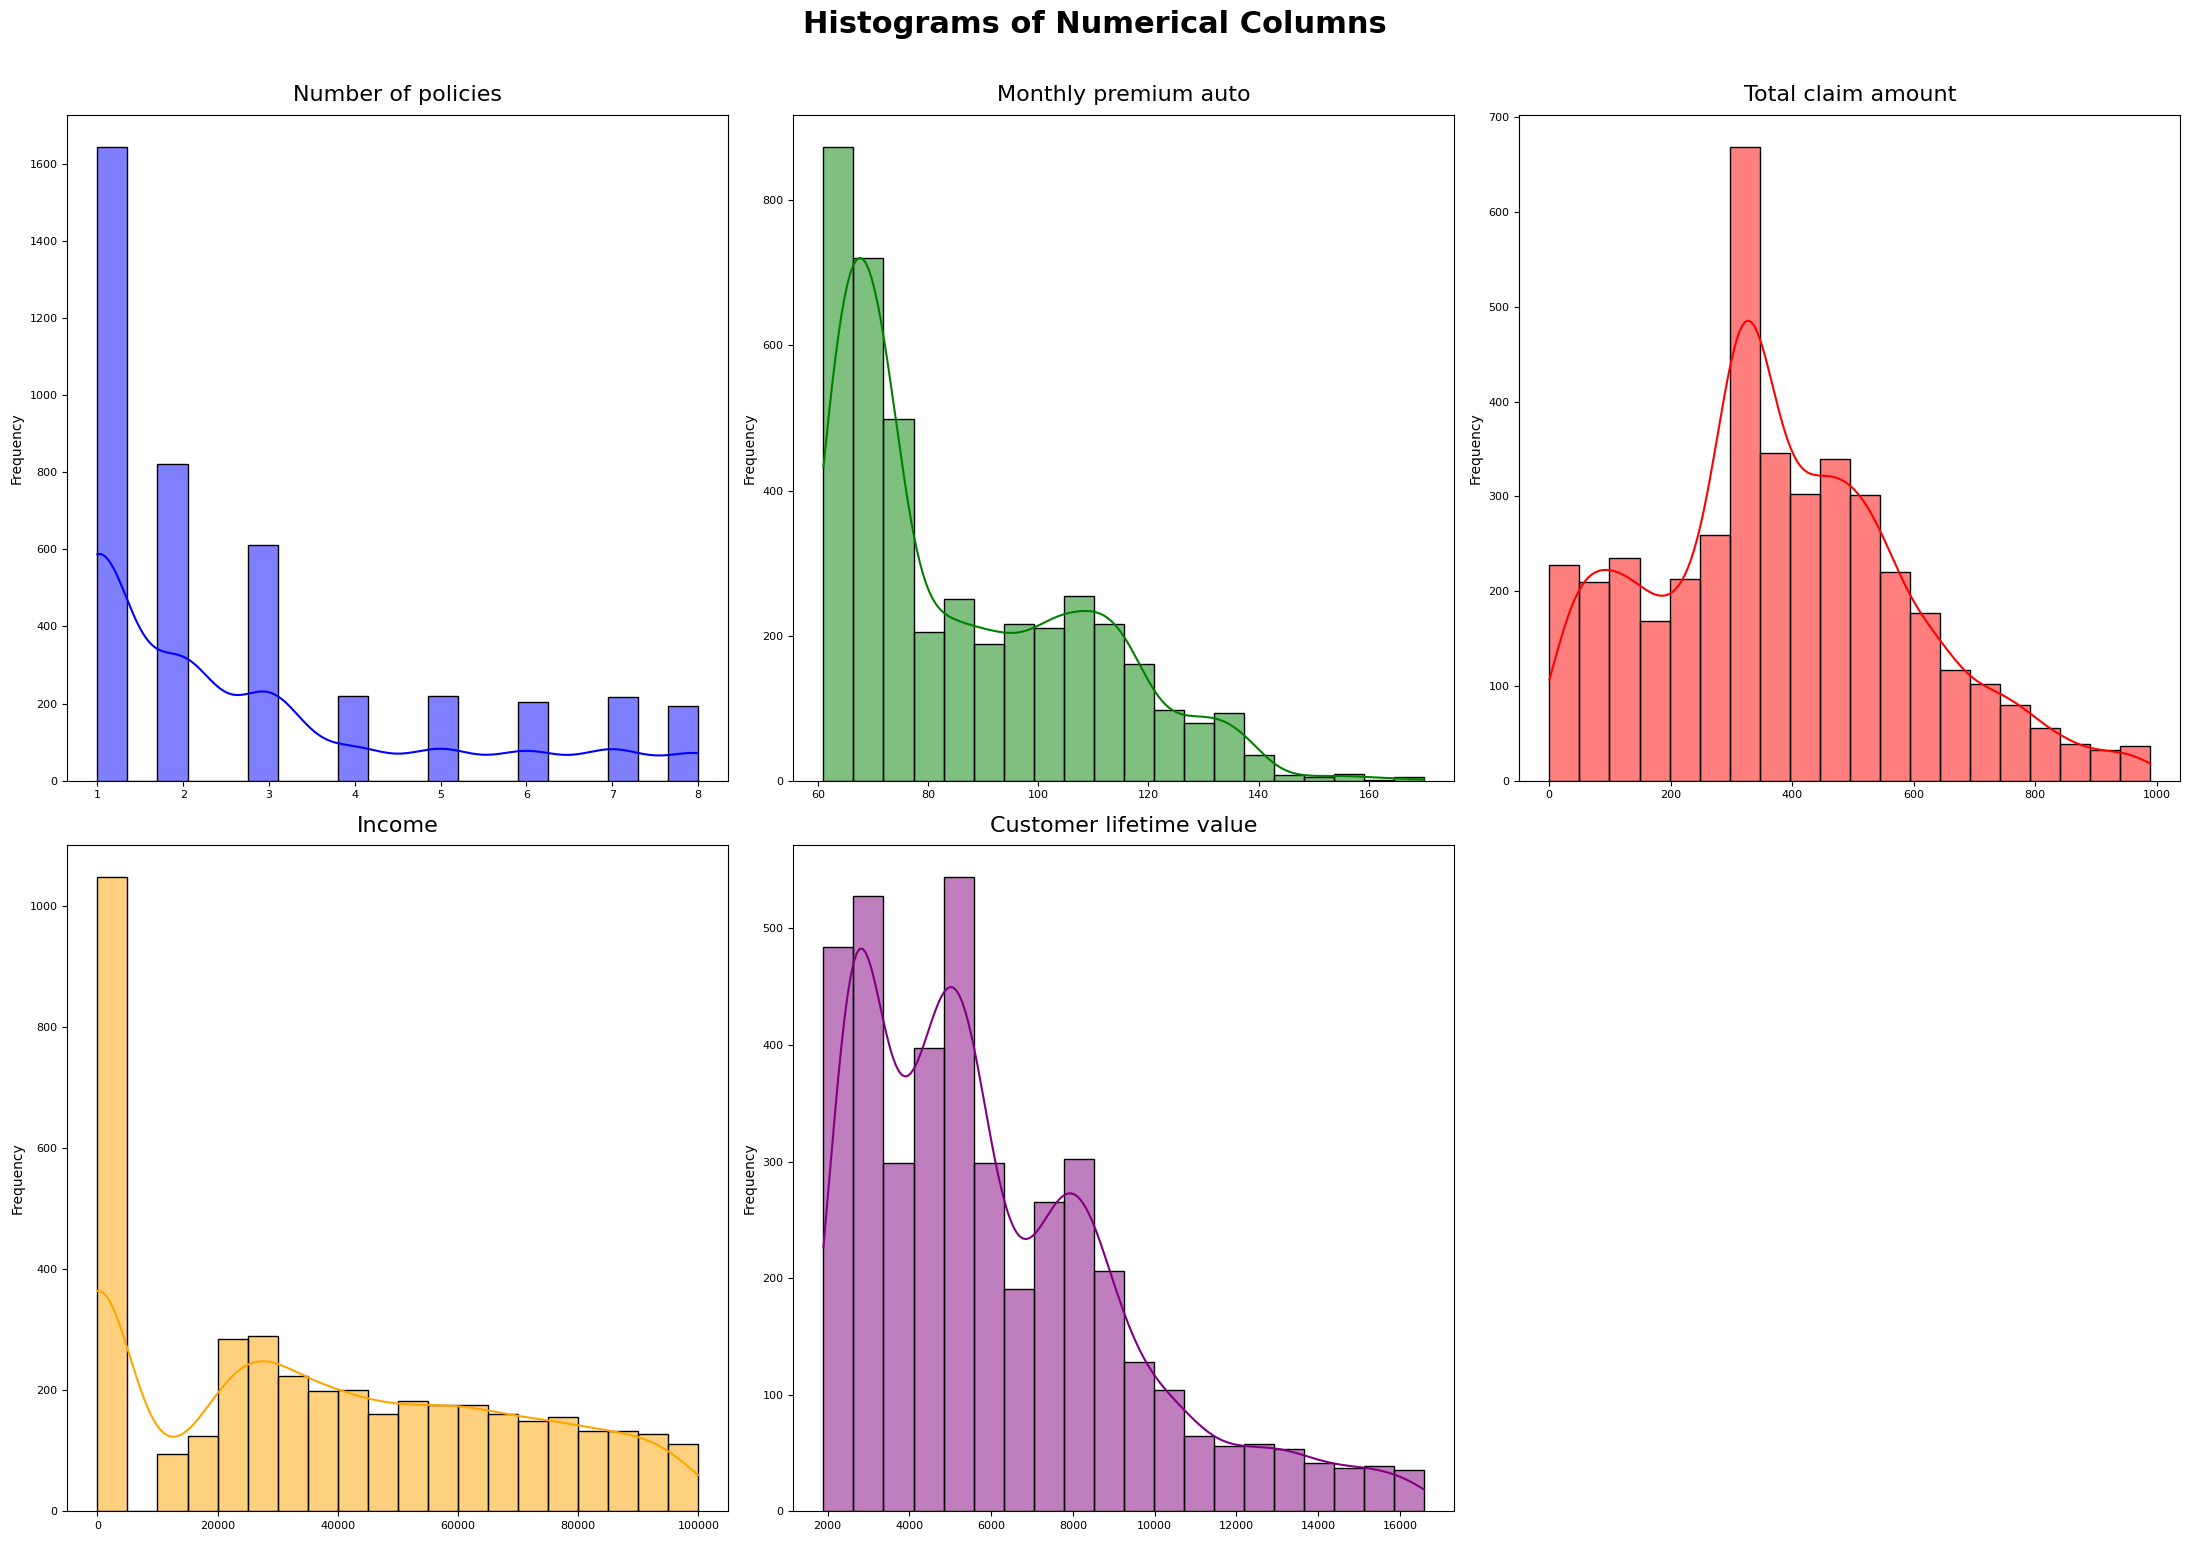 Histograms of Numerical Columns
Number of policies
Frequency
1600
1400
1200
1000
800
600
400
200
0
1 2 3 4 5 6 7 8
Monthly premium auto
Frequency
800
600
400
200
0
60 80 100 120 140 160
Total claim amount
Frequency
700
600
500
400
300
200
100
0
0 200 400 600 800 1000
Income
Frequency
1000
800
600
400
200
0
0 20000 40000 60000 80000 100000
Customer lifetime value
Frequency
500
400
300
200
100
0
2000 4000 6000 8000 10000 12000 14000 16000